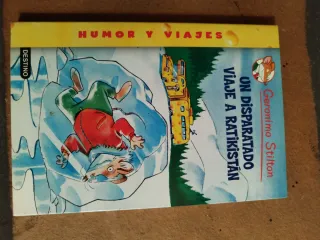 HUMOR Y VIAJES
DESTINO
Geronimo Stilton
UN DISPARATADO
VIAJE A RATIKISTÁN